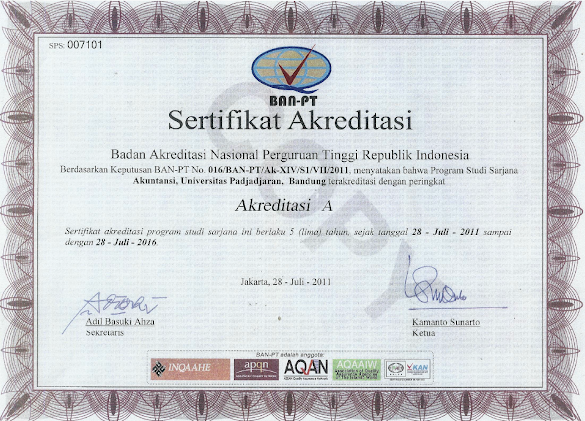 SPS: 007101
BAN-PT
Sertifikat Akreditasi
Badan Akreditasi Nasional Perguruan Tinggi Republik Indonesia
Berdasarkan Keputusan BAN-PT No. 016/BAN-PT/Ak-XIV/S1/VII/2011, menyatakan bahwa Program Studi Sarjana
Akuntansi, Universitas Padjadjaran, Bandung terakreditasi dengan peringkat
Akreditasi A
Sertifikat akreditasi program studi sarjana ini berlaku 5 (lima) tahun, sejak tanggal 28 - Juli - 2011 sampai
dengan 28 - Juli - 2016.
Jakarta, 28 - Juli - 2011
Adil Basuki Ahza
Sekretaris
Kamanto Sunarto
Ketua
BAN-PT adalah anggota:
INQAAHE
apqn
AQAN
AQAAIW
KAN
COPY